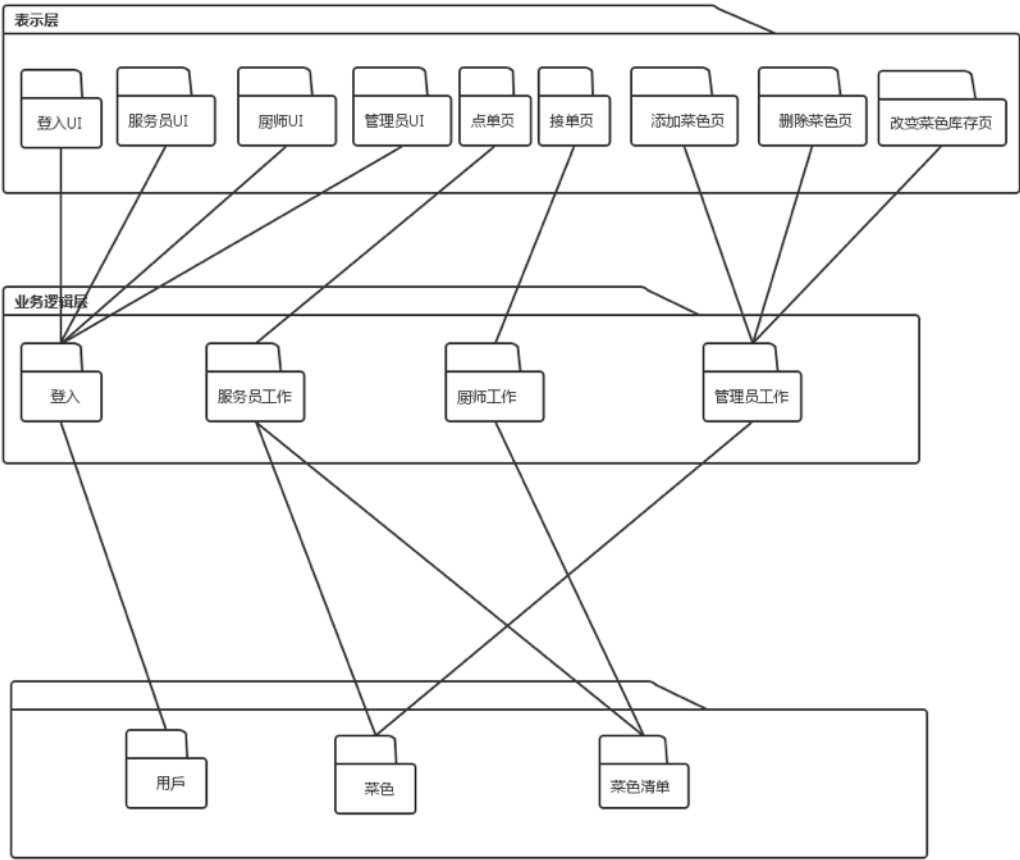 表示层
登入UI
服务员UI
厨师UI
管理员UI
点单页
接单页
添加菜色页
删除菜色页
改变菜色库存页
业务逻辑层
登入
服务员工作
厨师工作
管理员工作
用戶
菜色
菜色清单